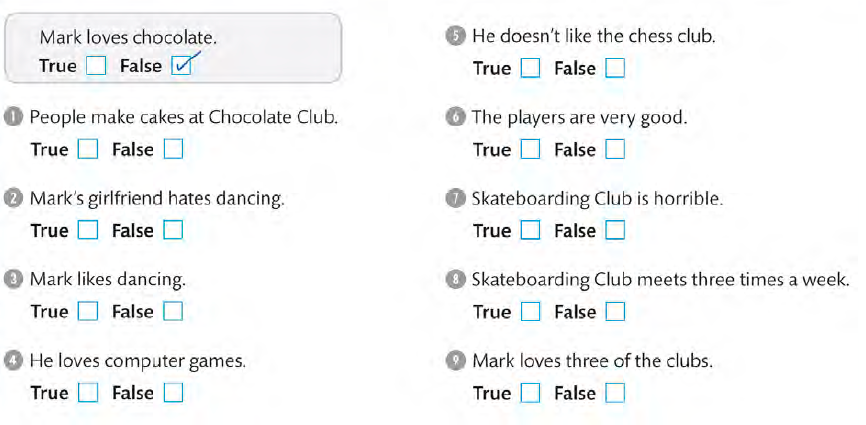 Mark loves chocolate.
True False
1 People make cakes at Chocolate Club.
True False
2 Mark's girlfriend hates dancing.
True False
3 Mark likes dancing.
True False
4 He loves computer games.
True False
5 He doesn't like the chess club.
True False
6 The players are very good.
True False
7 Skateboarding Club is horrible.
True False
8 Skateboarding Club meets three times a week.
True False
9 Mark loves three of the clubs.
True False